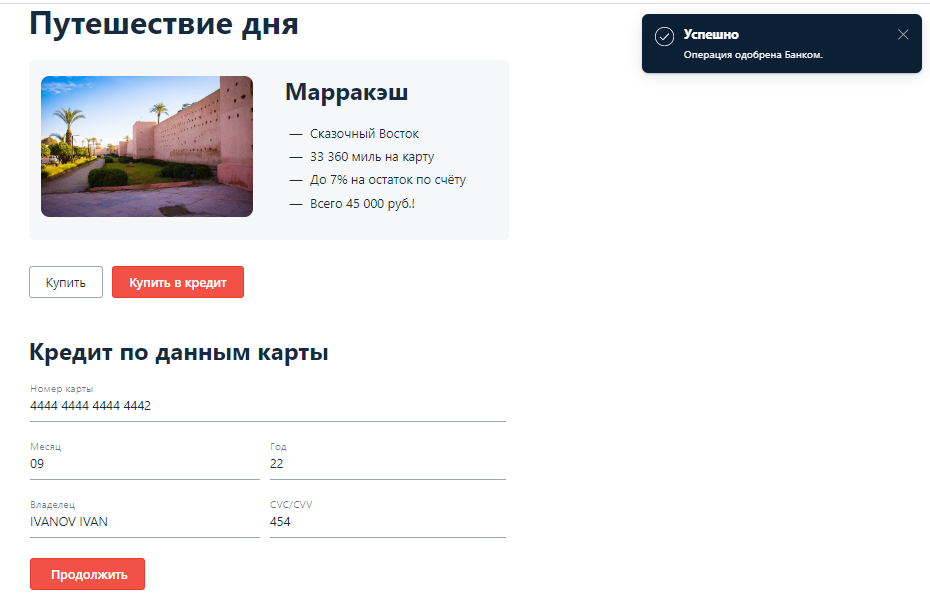 Путешествие дня
Успешно
Операция одобрена Банком.
Марракэш
— Сказочный Восток
— 33 360 миль на карту
— До 7% на остаток по счёту
— Всего 45 000 руб.!
Купить
Купить в кредит
Кредит по данным карты
Номер карты
4444 4444 4444 4442
Месяц
Год
09
22
Владелец
CVC/CVV
IVANOV IVAN
454
Продолжить